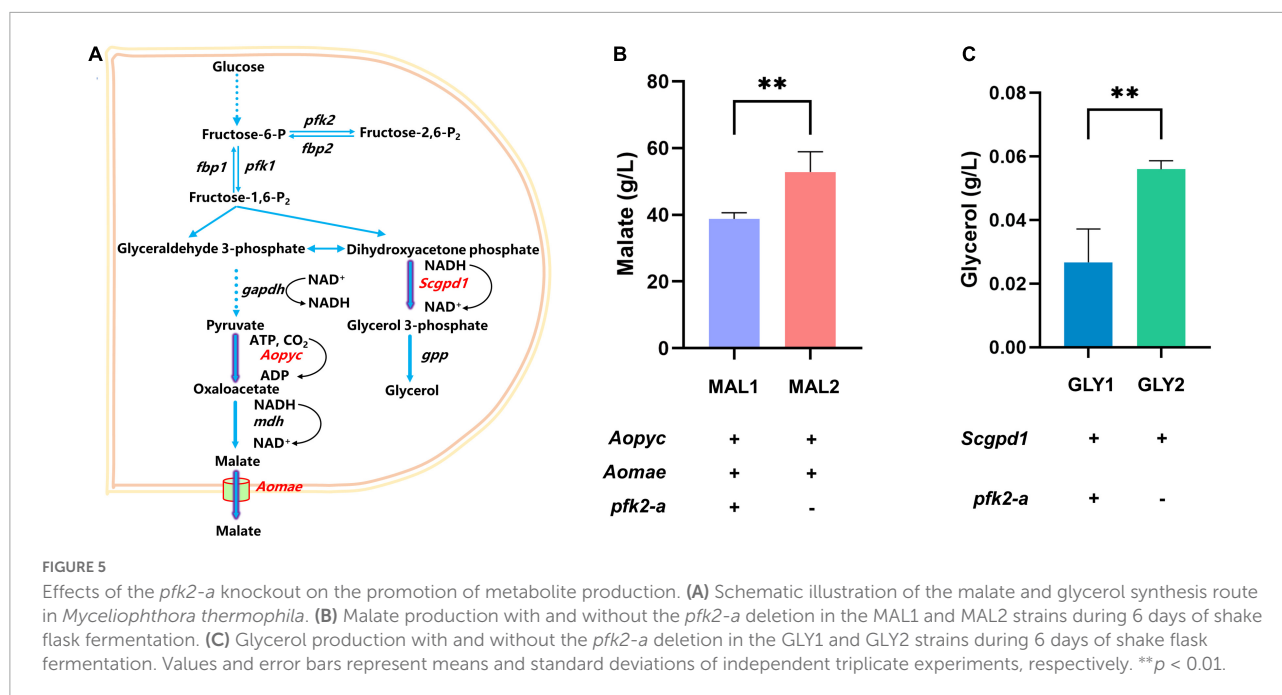 A
Glucose
Fructose-6-P
pfk2
fbp2
Fructose-2,6-P₂
fbp1
pfk1
Fructose-1,6-P₂
Glyceraldehyde 3-phosphate
Dihydroxyacetone phosphate
gapdh
NAD⁺
NADH
NADH
Scgpd1
NAD⁺
Pyruvate
Glycerol 3-phosphate
ATP, CO₂
Aopyc
ADP
gpp
Oxaloacetate
Glycerol
NADH
mdh
NAD⁺
Malate
Aomae
Malate
B
Malate (g/L)
80
60
40
20
0
**
MAL1 MAL2
Aopyc + +
Aomae + +
pfk2-a + -
C
Glycerol (g/L)
0.08
0.06
0.04
0.02
0.00
**
GLY1 GLY2
Scgpd1 + +
pfk2-a + -
FIGURE 5
Effects of the pfk2-a knockout on the promotion of metabolite production. (A) Schematic illustration of the malate and glycerol synthesis route
in Myceliophthora thermophila. (B) Malate production with and without the pfk2-a deletion in the MAL1 and MAL2 strains during 6 days of shake
flask fermentation. (C) Glycerol production with and without the pfk2-a deletion in the GLY1 and GLY2 strains during 6 days of shake flask
fermentation. Values and error bars represent means and standard deviations of independent triplicate experiments, respectively. **p < 0.01.